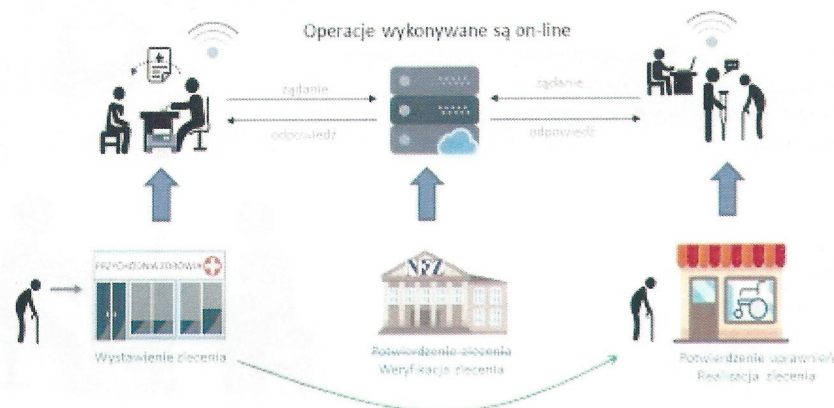 Operacje wykonywane są on-line
żądanie
odpowiedź
żądanie
odpowiedź
PRZYCHODNIA ZDROWIA
NFZ
Wystawienie zlecenia
Potwierdzenie zlecenia
Weryfikacja zlecenia
Potwierdzenie uprawnień
Realizacja zlecenia